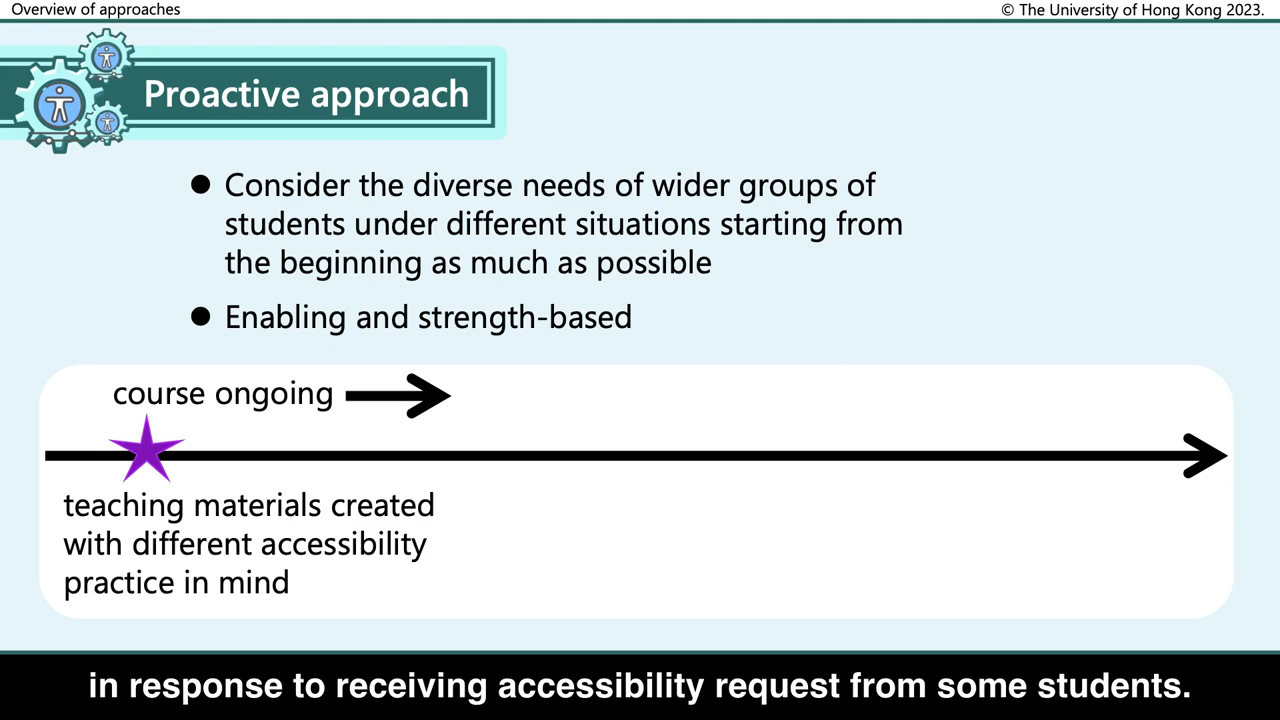 Overview of approaches
© The University of Hong Kong 2023.
Proactive approach
● Consider the diverse needs of wider groups of
students under different situations starting from
the beginning as much as possible
● Enabling and strength-based
course ongoing
teaching materials created
with different accessibility
practice in mind
in response to receiving accessibility request from some students.